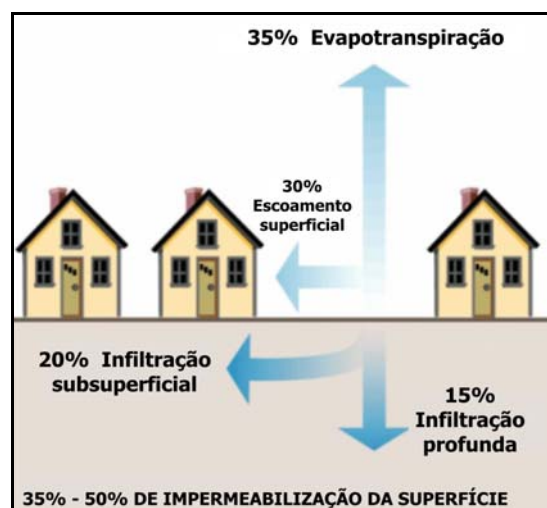 35% Evapotranspiração
30%
Escoamento
superficial
20% Infiltração
subsuperficial
15%
Infiltração
profunda
35% - 50% DE IMPERMEABILIZAÇÃO DA SUPERFÍCIE